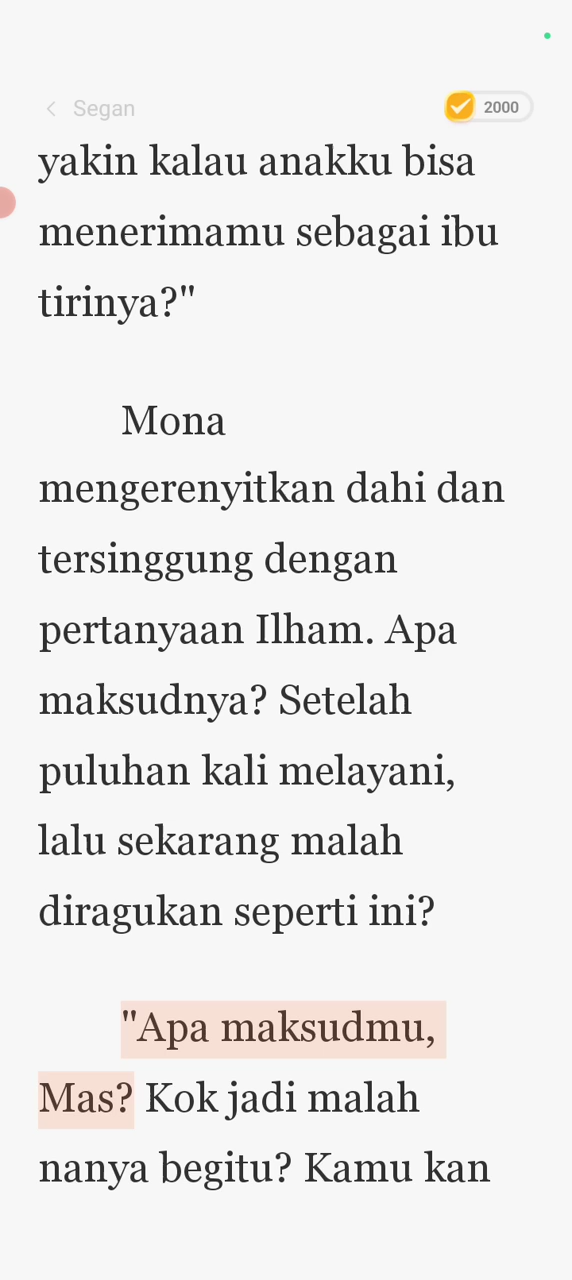 Segan
2000
yakin kalau anakku bisa
menerimamu sebagai ibu
tirinya?"
Mona
mengerenyitkan dahi dan
tersinggung dengan
pertanyaan Ilham. Apa
maksudnya? Setelah
puluhan kali melayani,
lalu sekarang malah
diragukan seperti ini?
"Apa maksudmu,
Mas? Kok jadi malah
nanya begitu? Kamu kan